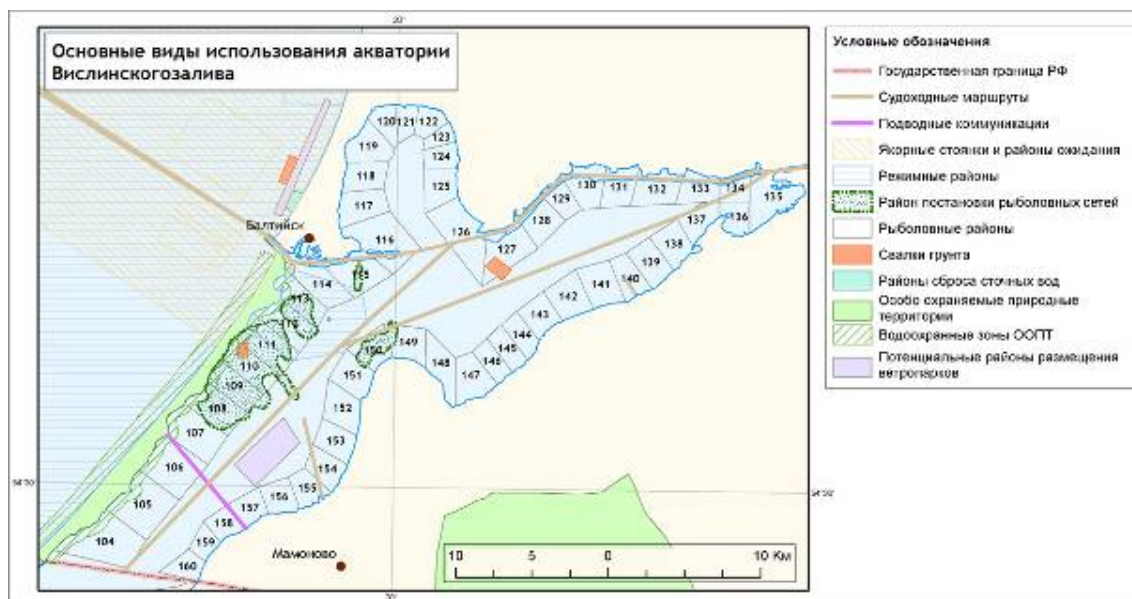 Основные виды использования акватории
Вислинскогозалива
20°
Условные обозначения
Государственная граница РФ
Судоходные маршруты
Подводные коммуникации
Якорные стоянки и районы ожидания
Режимные районы
Район постановки рыболовных сетей
Рыболовные районы
Свалки грунта
Районы сброса сточных вод
Особо охраняемые природные
территории
Водоохранные зоны ООПТ
Потенциальные районы размещения
ветропарков
120 121 122
119
123
124
118
125
117
126
116
Балтийск
114
115
113
111
110
109
108
107
106
105
104
127
128
129
130
131
132
133
134
135
136
137
138
139
140
141
142
143
144
145
146
147
148
149
150
151
152
153
154
155
156
157
158
159
160
Мамоново
10 5 0 10 Км
20°